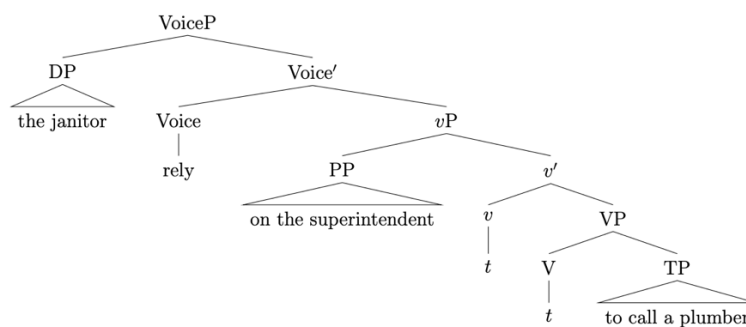 VoiceP
DP Voice′
the janitor Voice vP
rely PP v′
on the superintendent v VP
t V TP
t to call a plumber